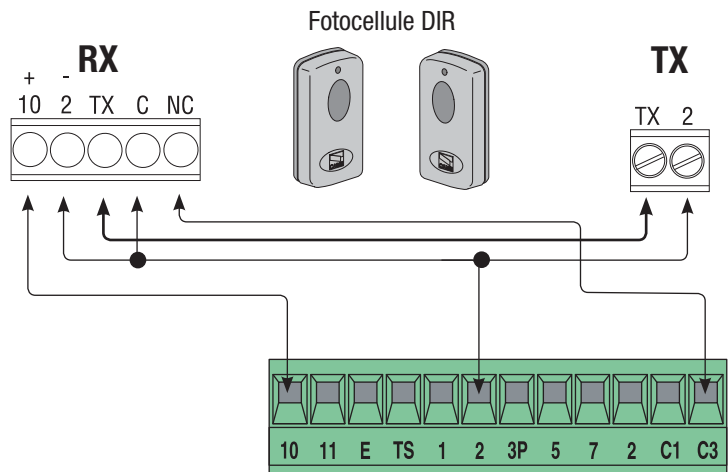 Fotocellule DIR
RX
TX
+ -
10 2 TX C NC
TX 2
10 11 E TS 1 2 3P 5 7 2 C1 C3